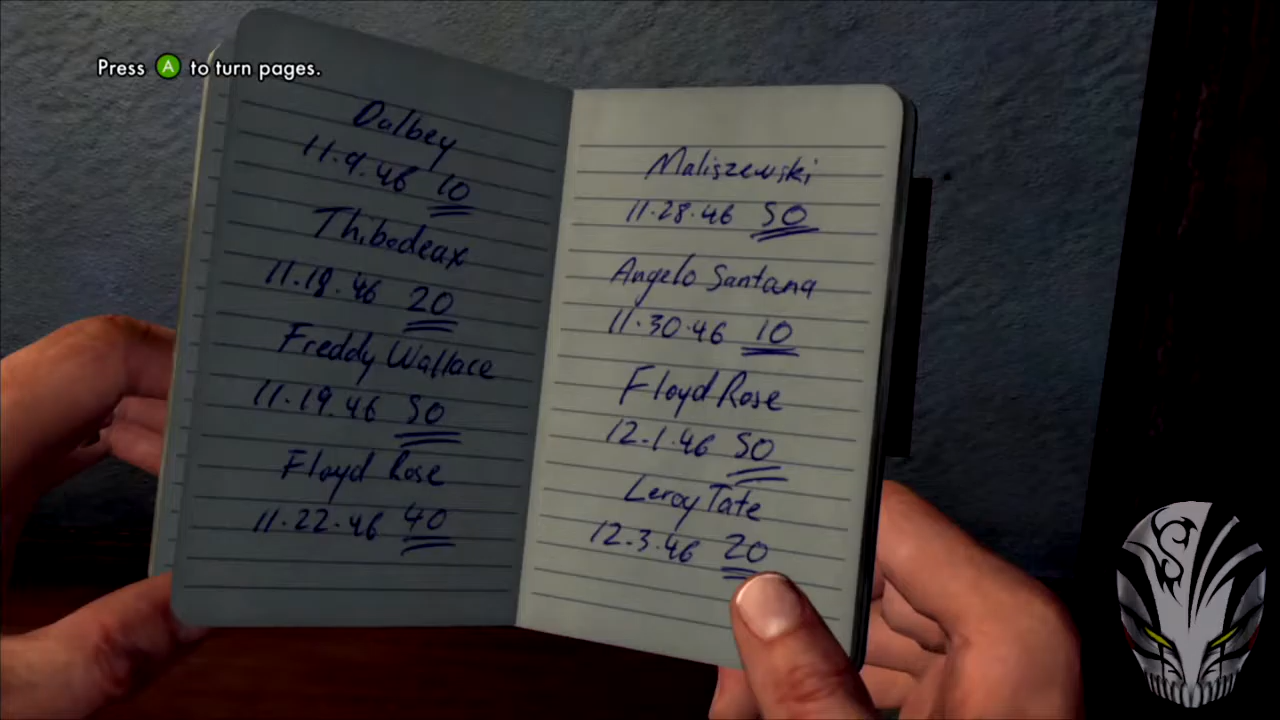 Press A to turn pages.
Dalbey
11.9.46 10
Thibodeax
11.18.46 20
Freddy Wallace
11.19.46 50
Floyd Rose
11.22.46 40
Maliszewski
11.28.46 50
Angelo Santana
11.30.46 10
Floyd Rose
12.1.46 50
Leroy Tate
12.3.46 20